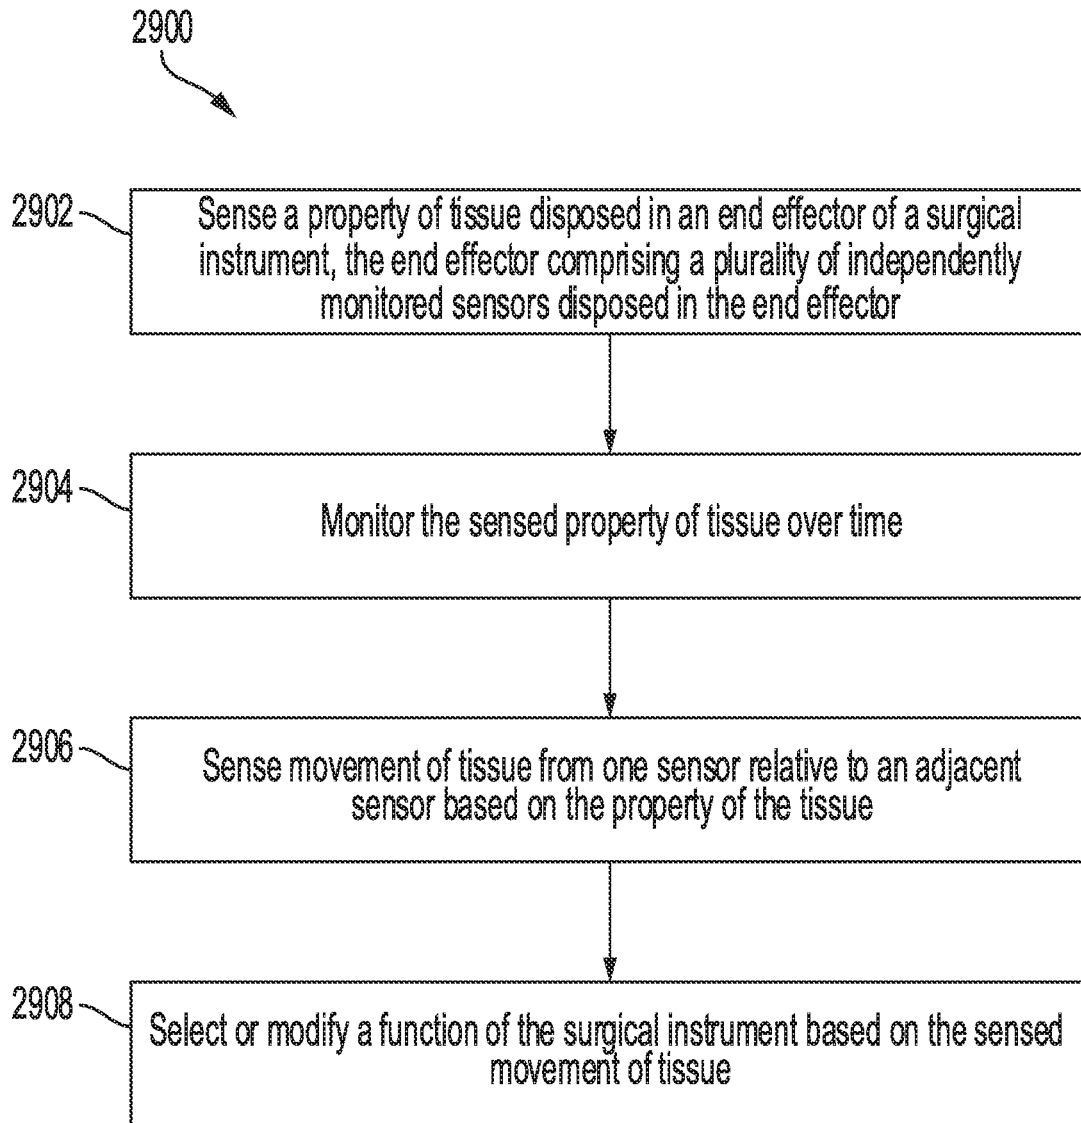 2900
2902
Sense a property of tissue disposed in an end effector of a surgical
instrument, the end effector comprising a plurality of independently
monitored sensors disposed in the end effector
2904
Monitor the sensed property of tissue over time
2906
Sense movement of tissue from one sensor relative to an adjacent
sensor based on the property of the tissue
2908
Select or modify a function of the surgical instrument based on the sensed
movement of tissue